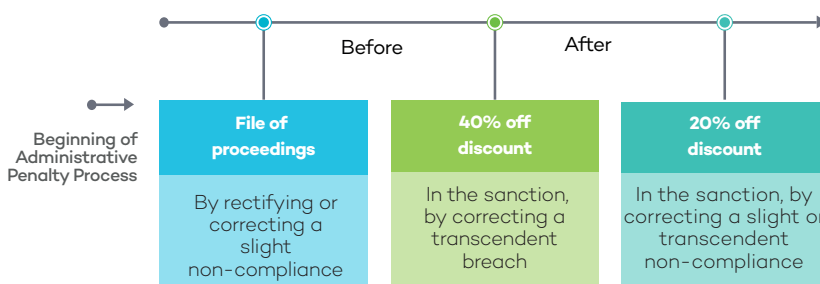 Before
After
Beginning of
Administrative
Penalty Process
File of
proceedings
By rectifying or
correcting a
slight
non-compliance
40% off
discount
In the sanction,
by correcting a
transcendent
breach
20% off
discount
In the sanction, by
correcting a slight or
transcendent
non-compliance